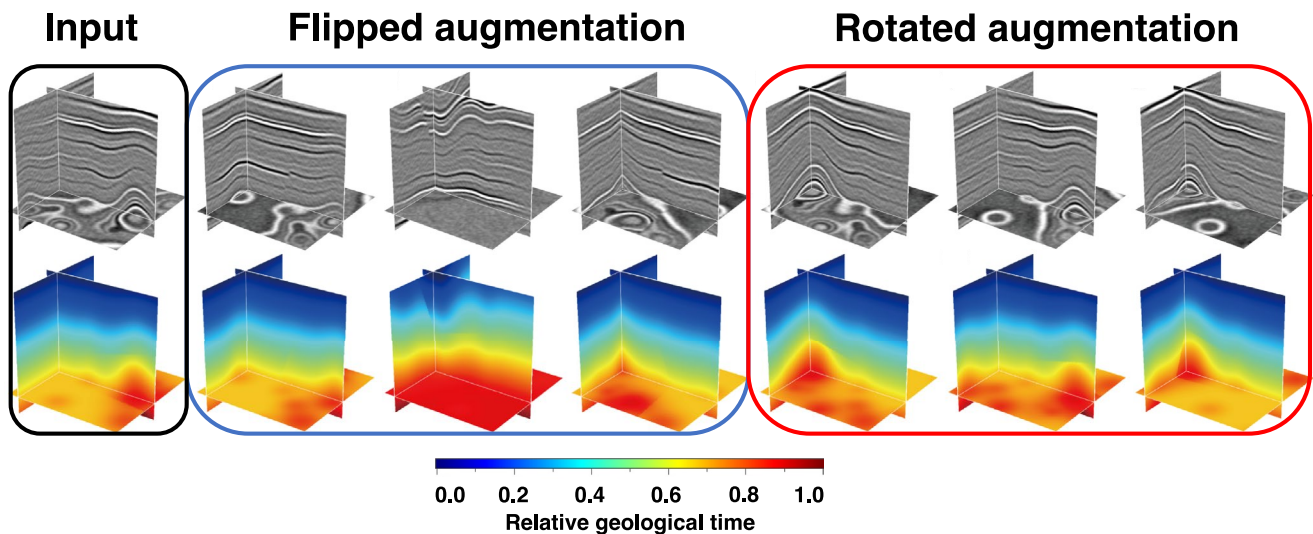 Input
Flipped augmentation
Rotated augmentation
0.0 0.2 0.4 0.6 0.8 1.0
Relative geological time